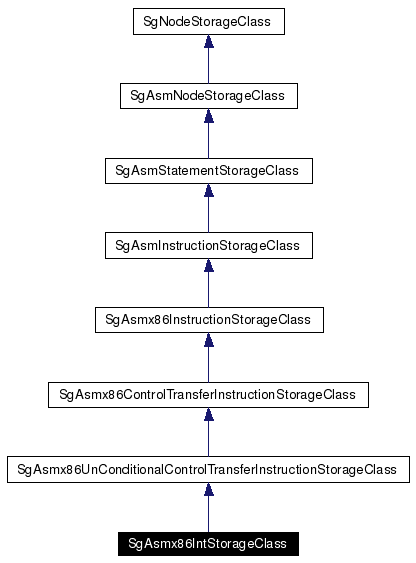 SgNodeStorageClass
SgAsmNodeStorageClass
SgAsmStatementStorageClass
SgAsmInstructionStorageClass
SgAsmx86InstructionStorageClass
SgAsmx86ControlTransferInstructionStorageClass
SgAsmx86UnConditionalControlTransferInstructionStorageClass
SgAsmx86IntStorageClass